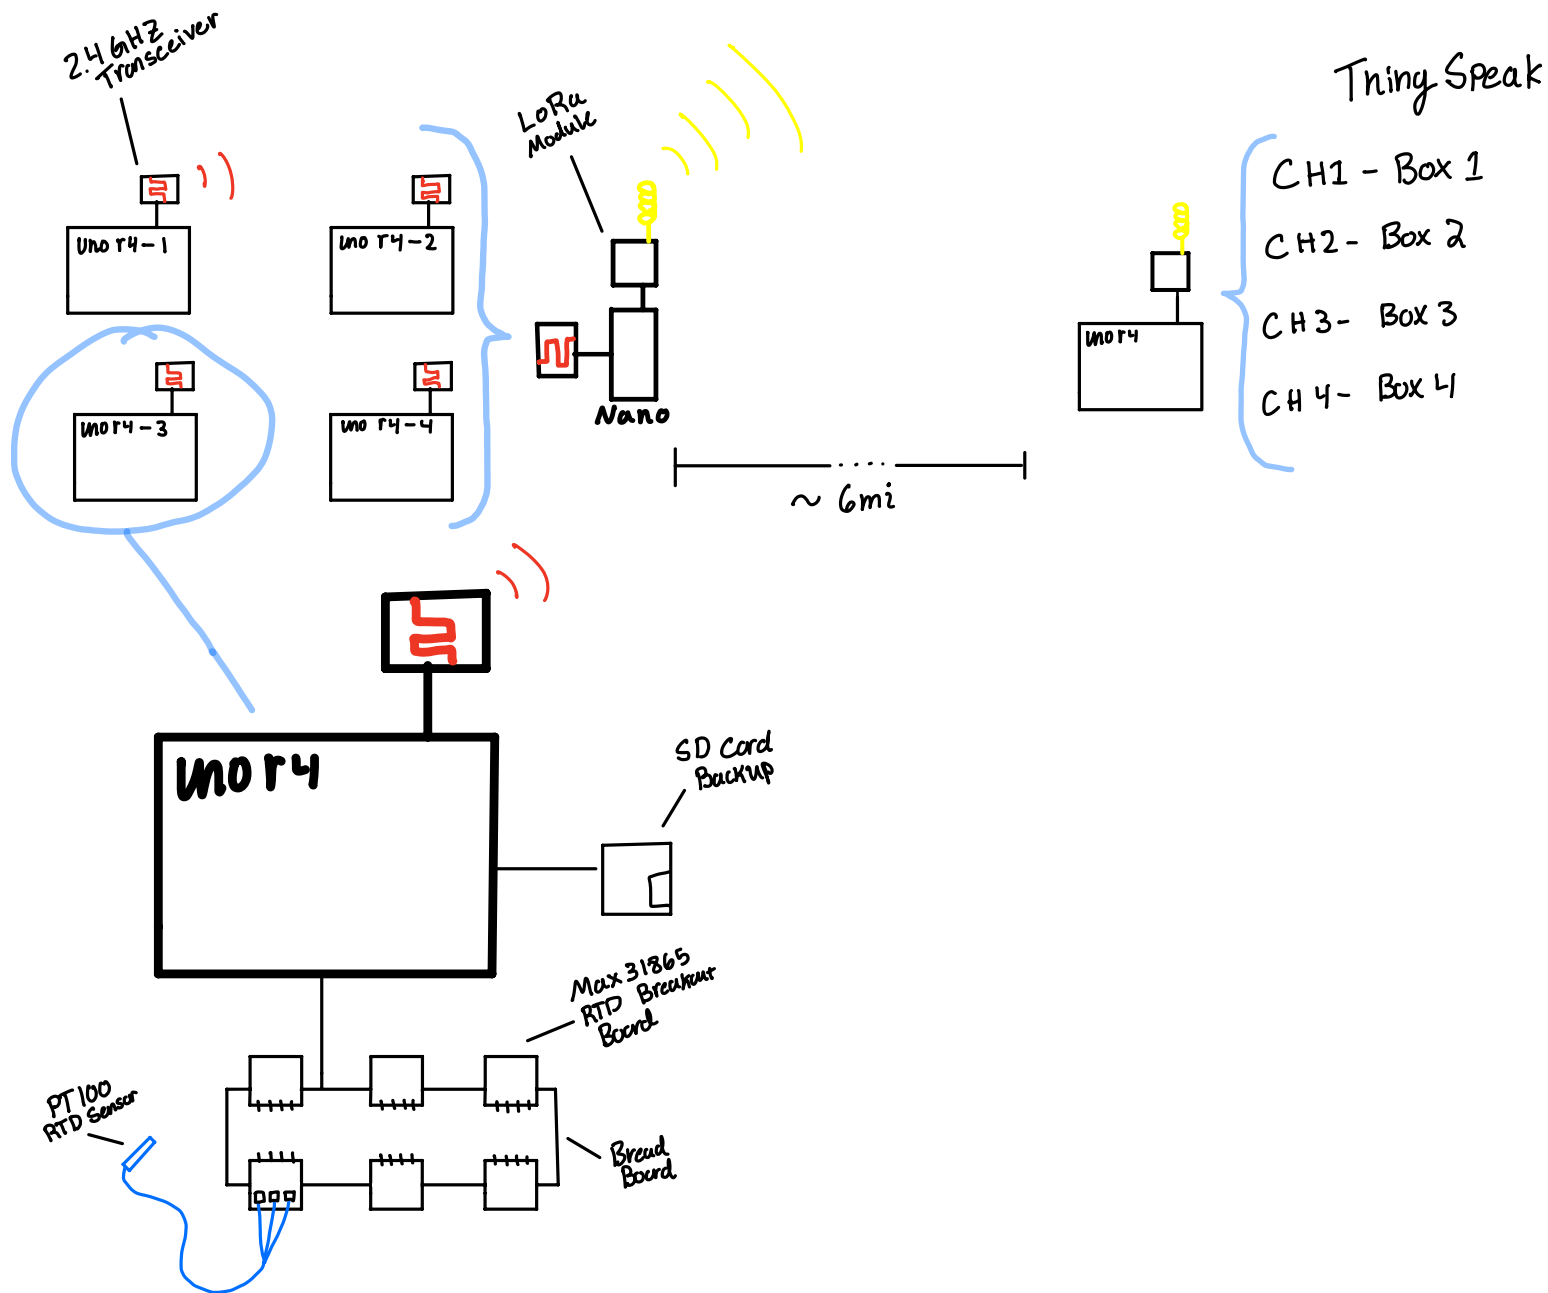 2.4 GHZ
Transceiver
LoRa
Module
Thing Speak
CH1 - Box 1
CH2 - Box 2
CH3 - Box 3
CH4 - Box 4
uno r4-1
uno r4-2
uno r4-3
uno r4-4
Nano
uno r4
~ 6mi
uno r4
SD Card
Backup
Max31865
RTD Breakout
Board
PT100
RTD Sensor
Bread
Board